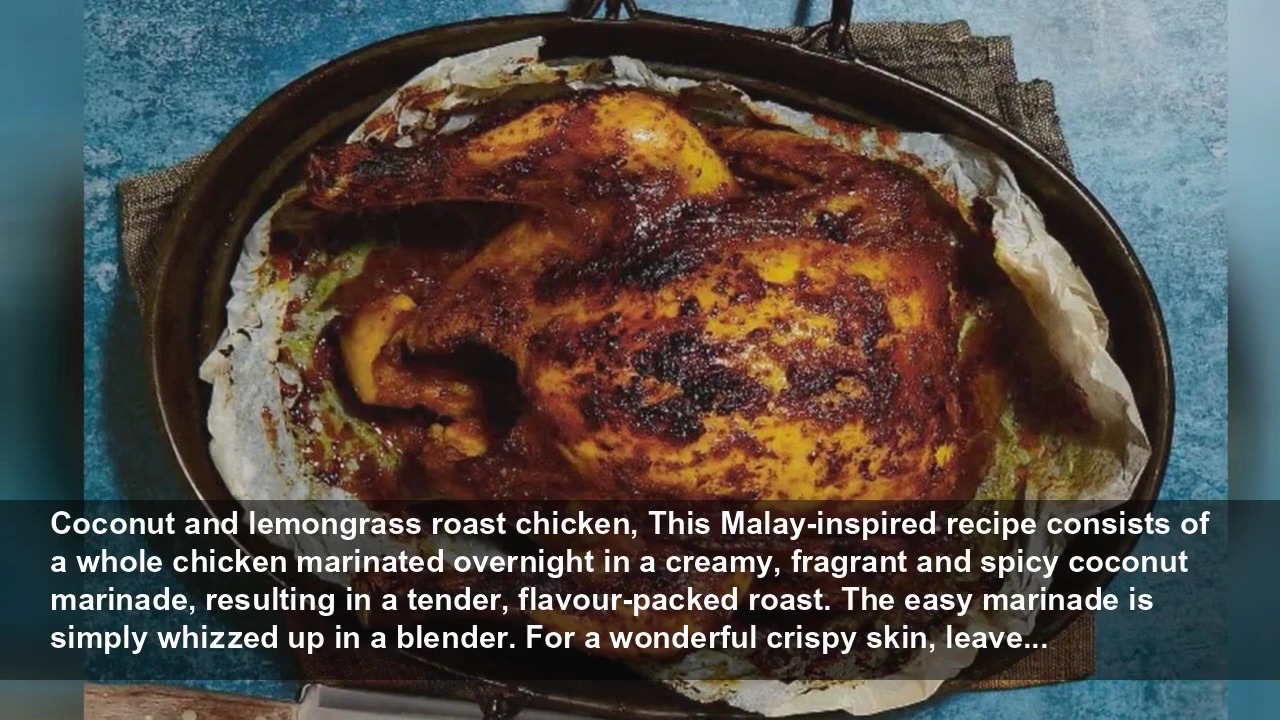 Coconut and lemongrass roast chicken, This Malay-inspired recipe consists of
a whole chicken marinated overnight in a creamy, fragrant and spicy coconut
marinade, resulting in a tender, flavour-packed roast. The easy marinade is
simply whizzed up in a blender. For a wonderful crispy skin, leave...